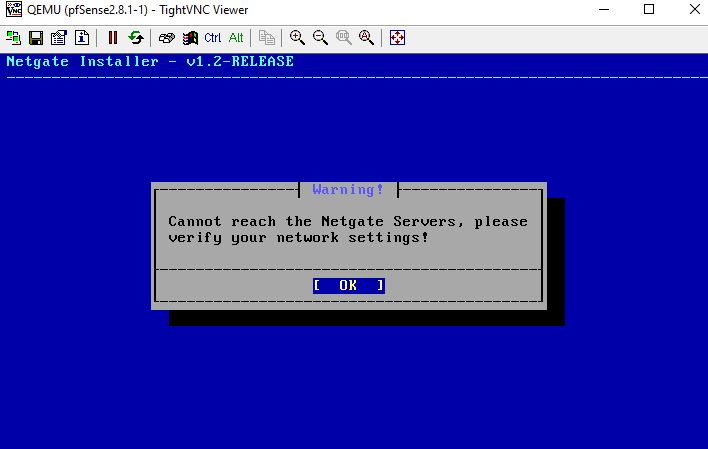 QEMU (pfSense2.8.1-1) - TightVNC Viewer
Ctrl Alt
Netgate Installer - v1.2-RELEASE
Warning!
Cannot reach the Netgate Servers, please
verify your network settings!
[ OK ]